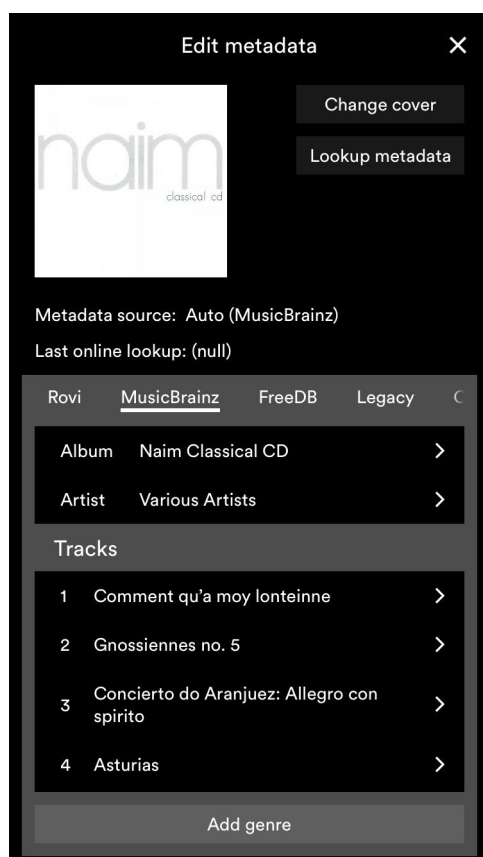 Edit metadata
naim
classical cd
Change cover
Lookup metadata
Metadata source: Auto (MusicBrainz)
Last online lookup: (null)
Rovi MusicBrainz FreeDB Legacy
Album Naim Classical CD
Artist Various Artists
Tracks
1 Comment qu'a moy lonteinne
2 Gnossiennes no. 5
3 Concierto do Aranjuez: Allegro con
spirito
4 Asturias
Add genre